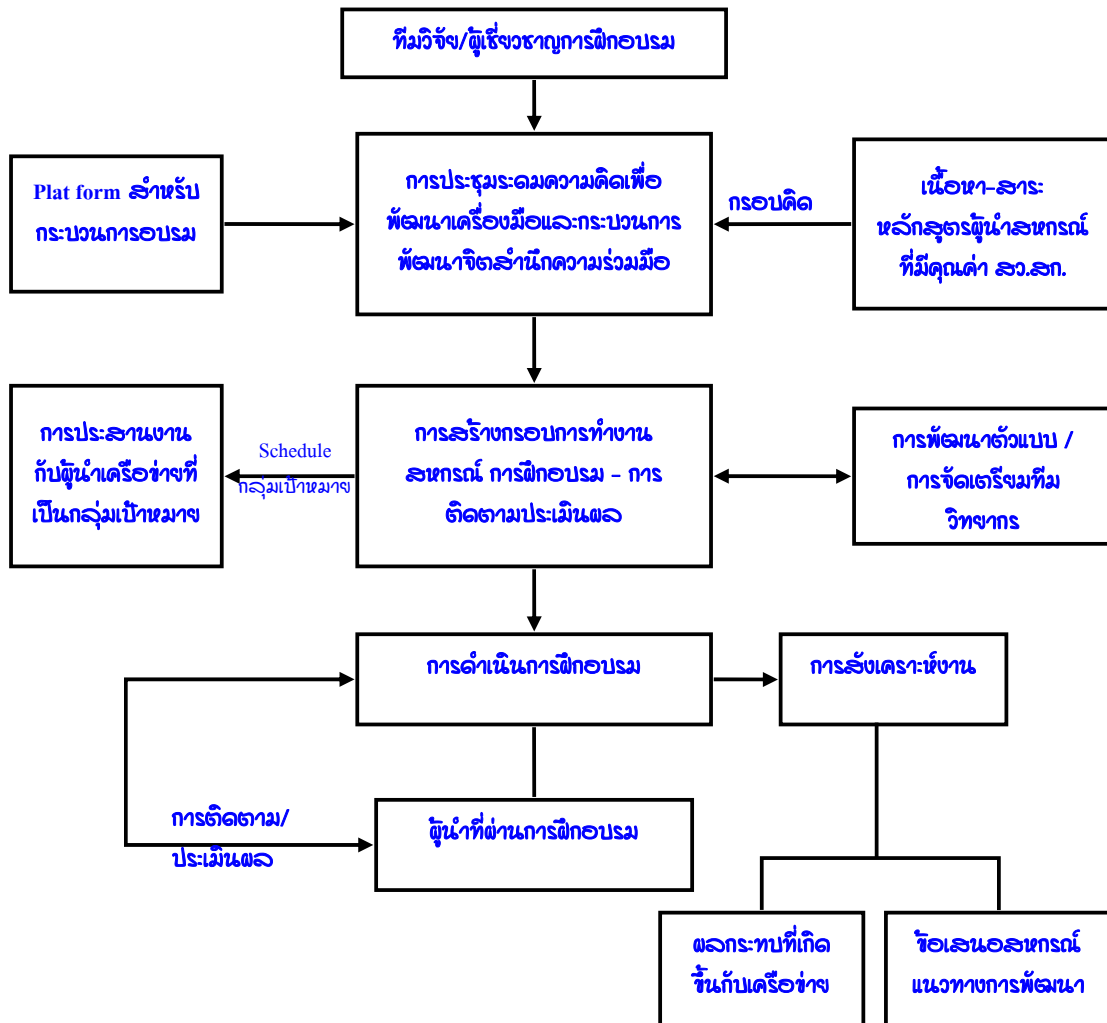 ทีมวิจัย/ผู้เชี่ยวชาญการฝึกอบรม
Plat form สำหรับ
กระบวนการอบรม
การประชุมระดมความคิดเพื่อ
พัฒนาเครื่องมือและกระบวนการ
พัฒนาจิตสำนึกความร่วมมือ
กรอบคิด
เนื้อหา-สาระ
หลักสูตรผู้นำสหกรณ์
ที่มีคุณค่า สว.สก.
การประสานงาน
กับผู้นำเครือข่ายที่
เป็นกลุ่มเป้าหมาย
Schedule
กลุ่มเป้าหมาย
การสร้างกรอบการทำงาน
สหกรณ์ การฝึกอบรม - การ
ติดตามประเมินผล
การพัฒนาตัวแบบ /
การจัดเตรียมทีม
วิทยากร
การดำเนินการฝึกอบรม
การสังเคราะห์งาน
การติดตาม/
ประเมินผล
ผู้นำที่ผ่านการฝึกอบรม
ผลกระทบที่เกิด
ขึ้นกับเครือข่าย
ข้อเสนอสหกรณ์
แนวทางการพัฒนา